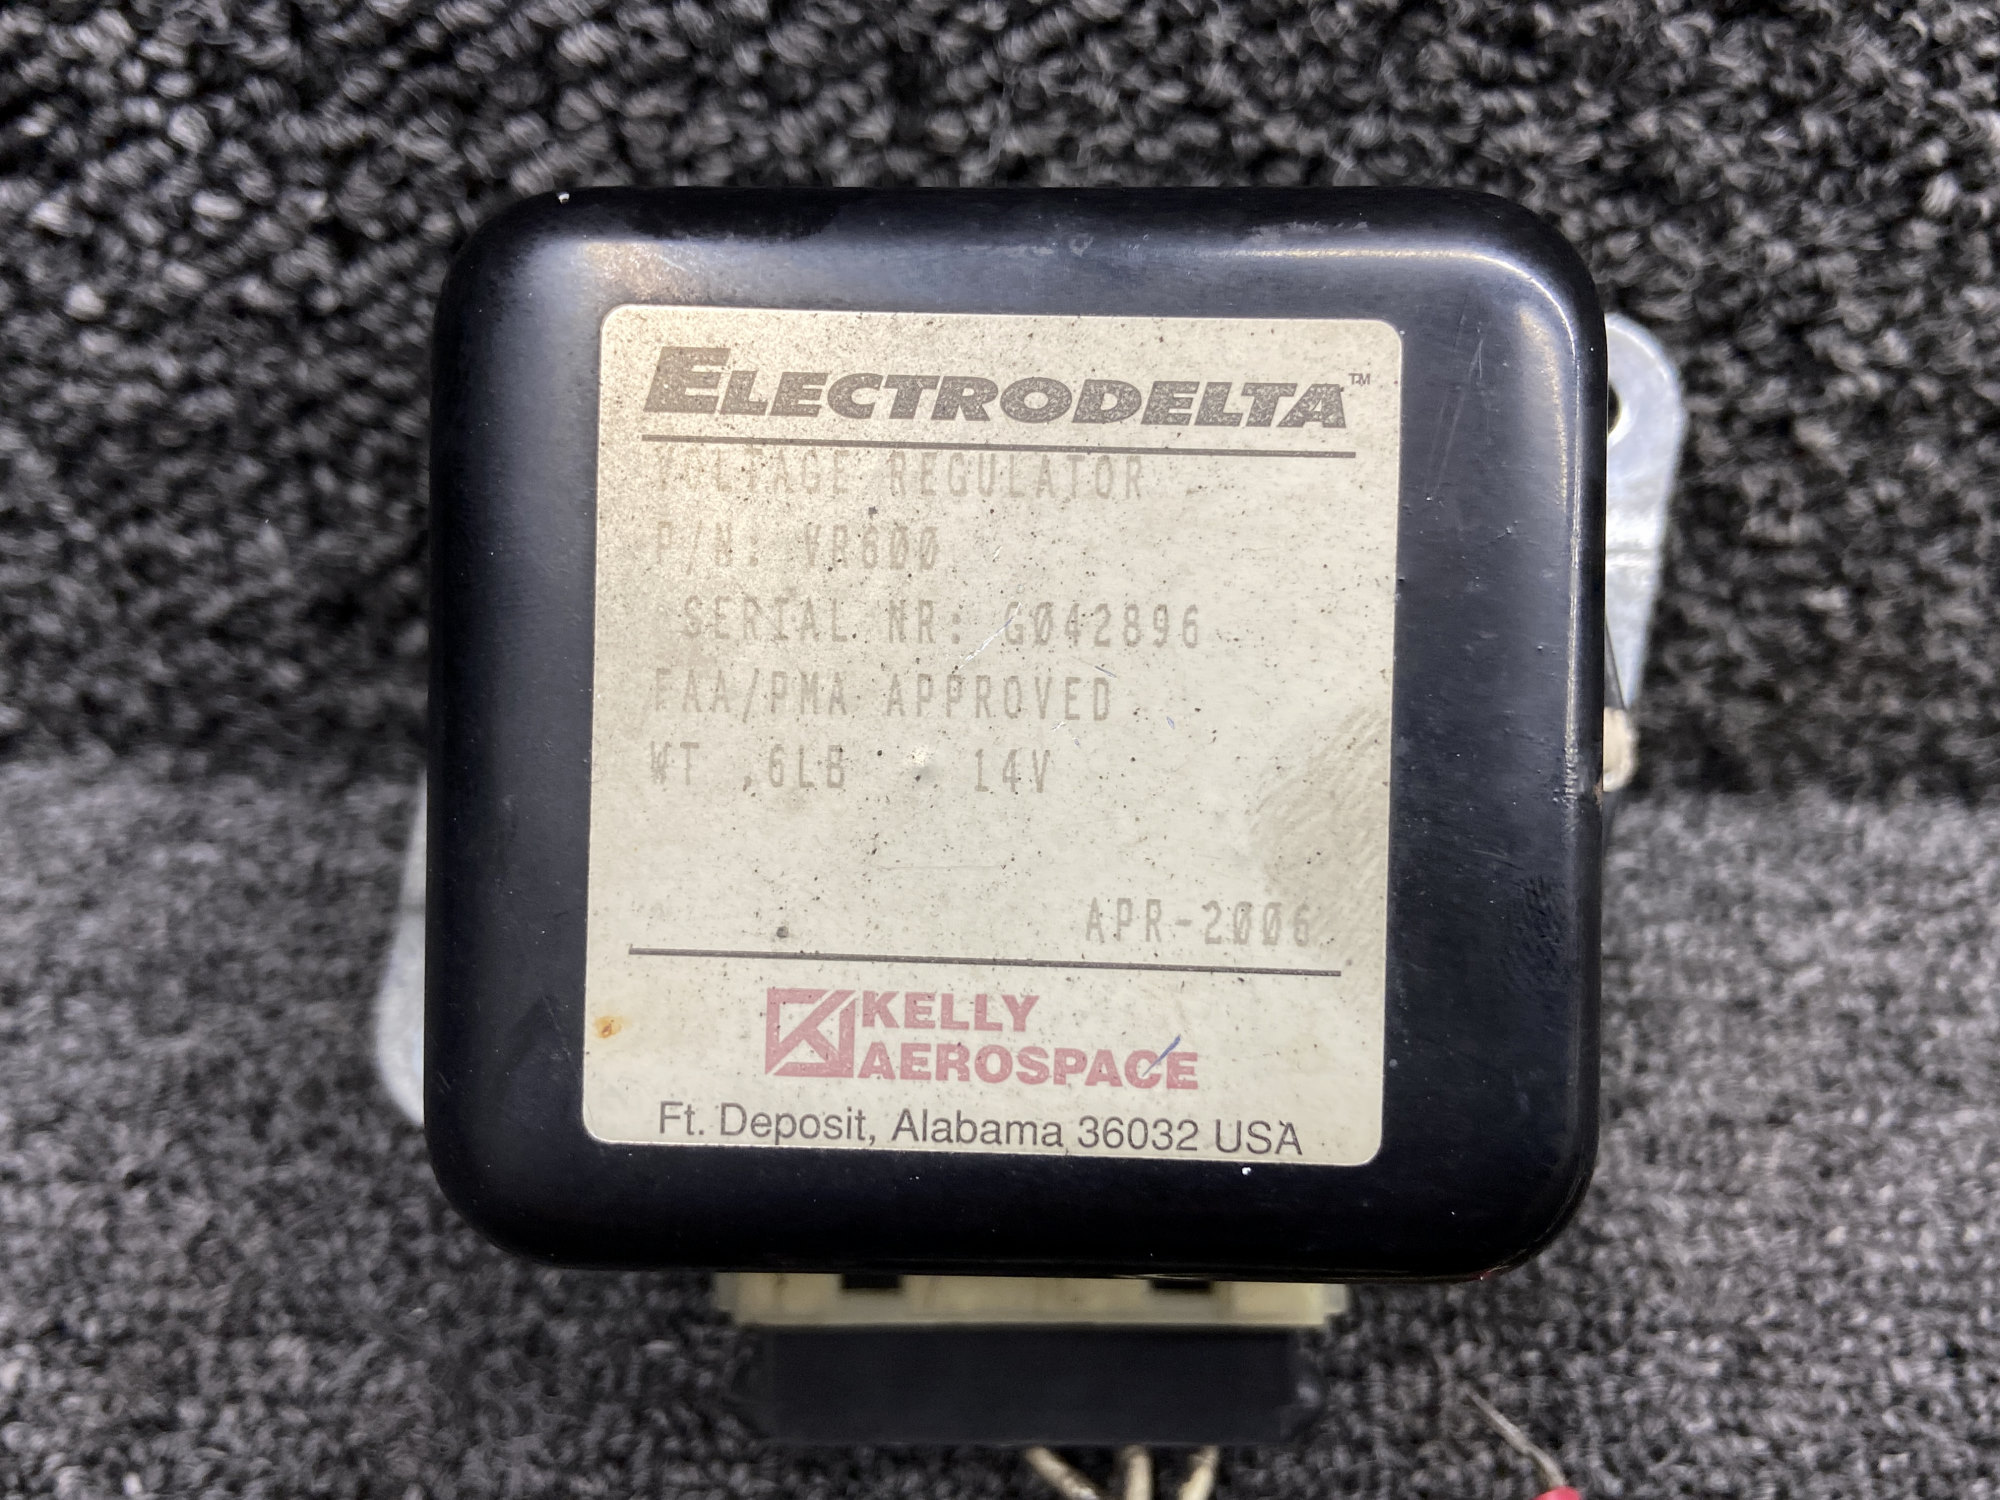 ELECTRODELTA™
VOLTAGE REGULATOR
P/N: VR600
SERIAL NR: G042896
FAA/PMA APPROVED
WT .6LB 14V
APR-2006
KELLY
AEROSPACE
Ft. Deposit, Alabama 36032 USA